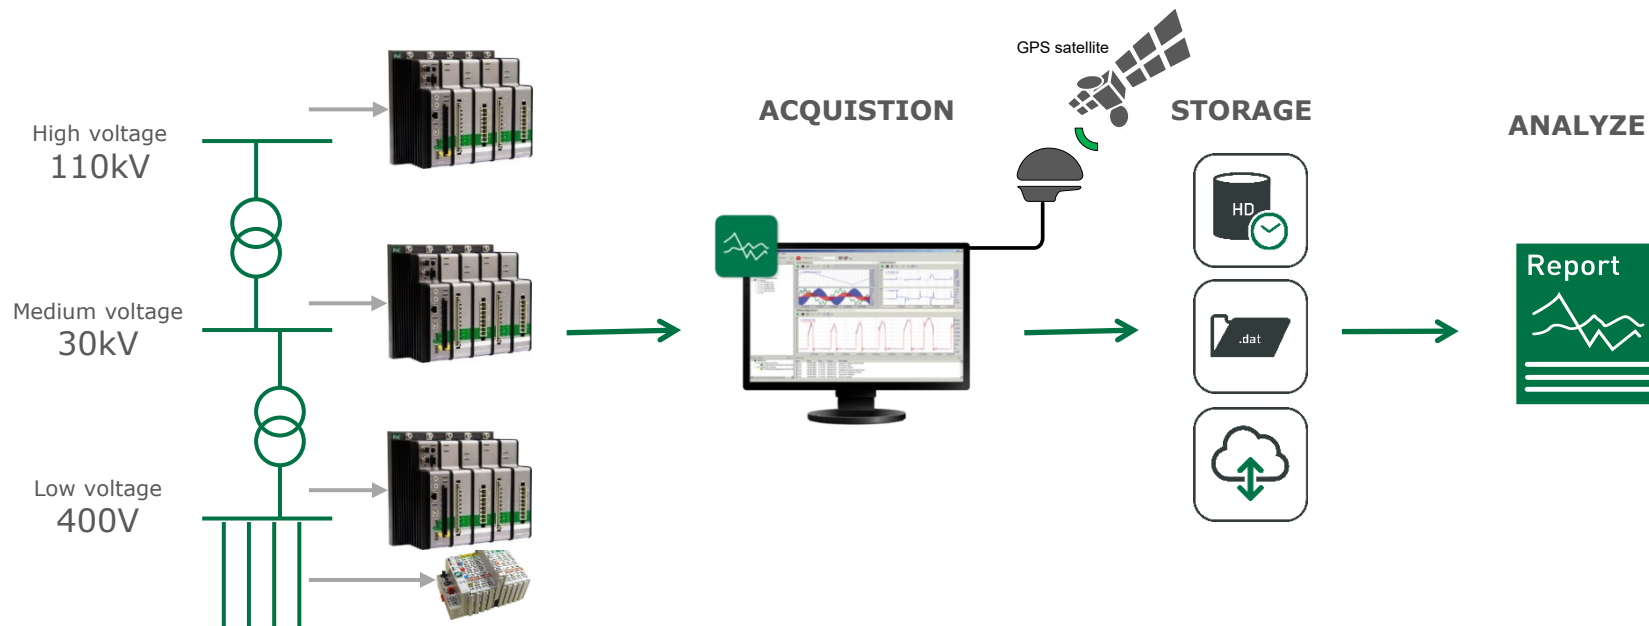 GPS satellite
ACQUISTION
STORAGE
ANALYZE
High voltage
110kV
Medium voltage
30kV
Low voltage
400V
HD
.dat
Report